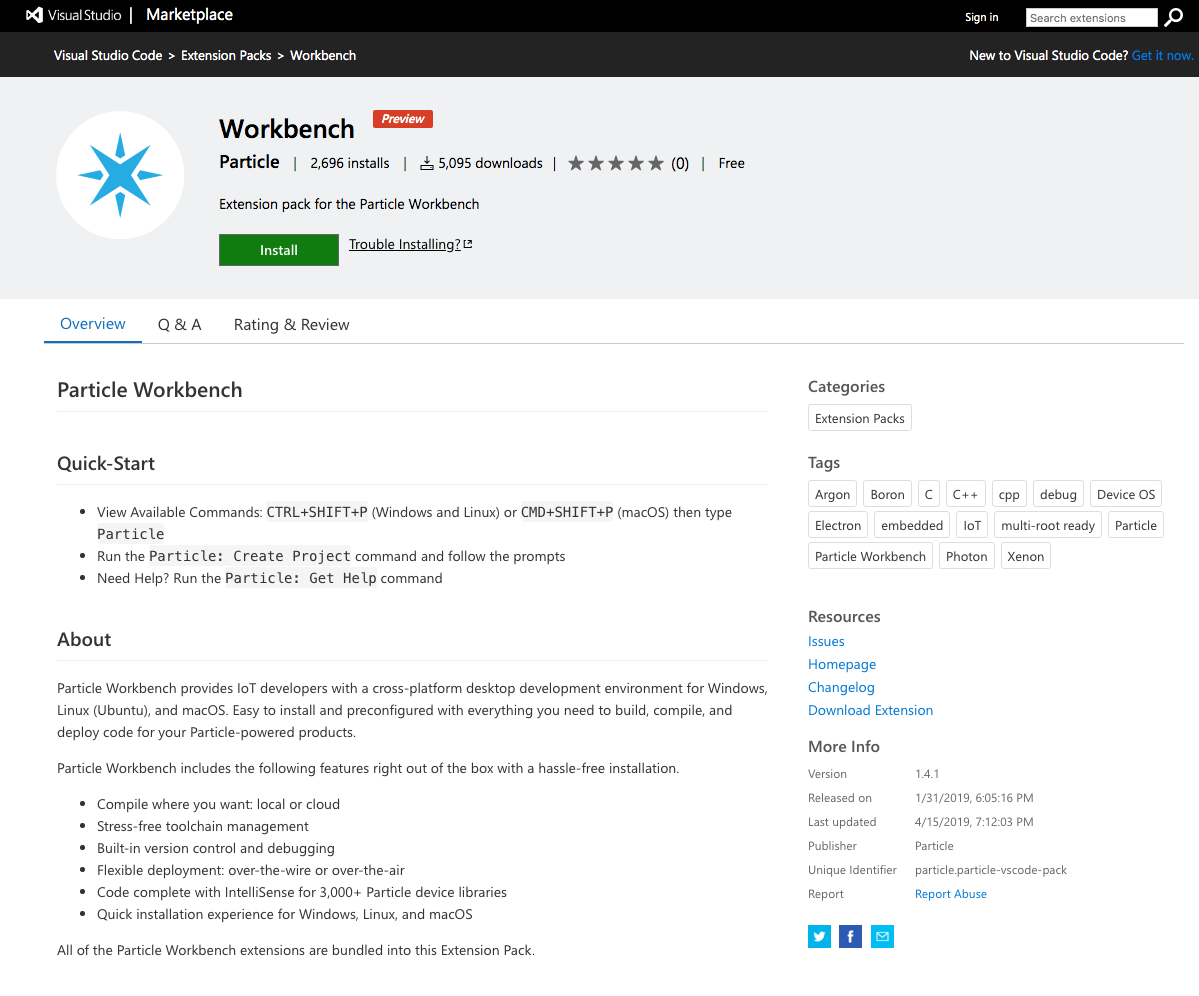 Visual Studio | Marketplace
Sign in
Search extensions
Visual Studio Code > Extension Packs > Workbench
New to Visual Studio Code? Get it now.
Workbench Preview
Particle | 2,696 installs | 5,095 downloads | (0) | Free
Extension pack for the Particle Workbench
Install
Trouble Installing?
Overview
Q & A
Rating & Review
Particle Workbench
Quick-Start
• View Available Commands: CTRL+SHIFT+P (Windows and Linux) or CMD+SHIFT+P (macOS) then type
Particle
• Run the Particle: Create Project command and follow the prompts
• Need Help? Run the Particle: Get Help command
About
Particle Workbench provides IoT developers with a cross-platform desktop development environment for Windows,
Linux (Ubuntu), and macOS. Easy to install and preconfigured with everything you need to build, compile, and
deploy code for your Particle-powered products.
Particle Workbench includes the following features right out of the box with a hassle-free installation.
• Compile where you want: local or cloud
• Stress-free toolchain management
• Built-in version control and debugging
• Flexible deployment: over-the-wire or over-the-air
• Code complete with IntelliSense for 3,000+ Particle device libraries
• Quick installation experience for Windows, Linux, and macOS
All of the Particle Workbench extensions are bundled into this Extension Pack.
Categories
Extension Packs
Tags
Argon Boron C C++ cpp debug Device OS
Electron embedded IoT multi-root ready Particle
Particle Workbench Photon Xenon
Resources
Issues
Homepage
Changelog
Download Extension
More Info
Version 1.4.1
Released on 1/31/2019, 6:05:16 PM
Last updated 4/15/2019, 7:12:03 PM
Publisher Particle
Unique Identifier particle.particle-vscode-pack
Report Report Abuse